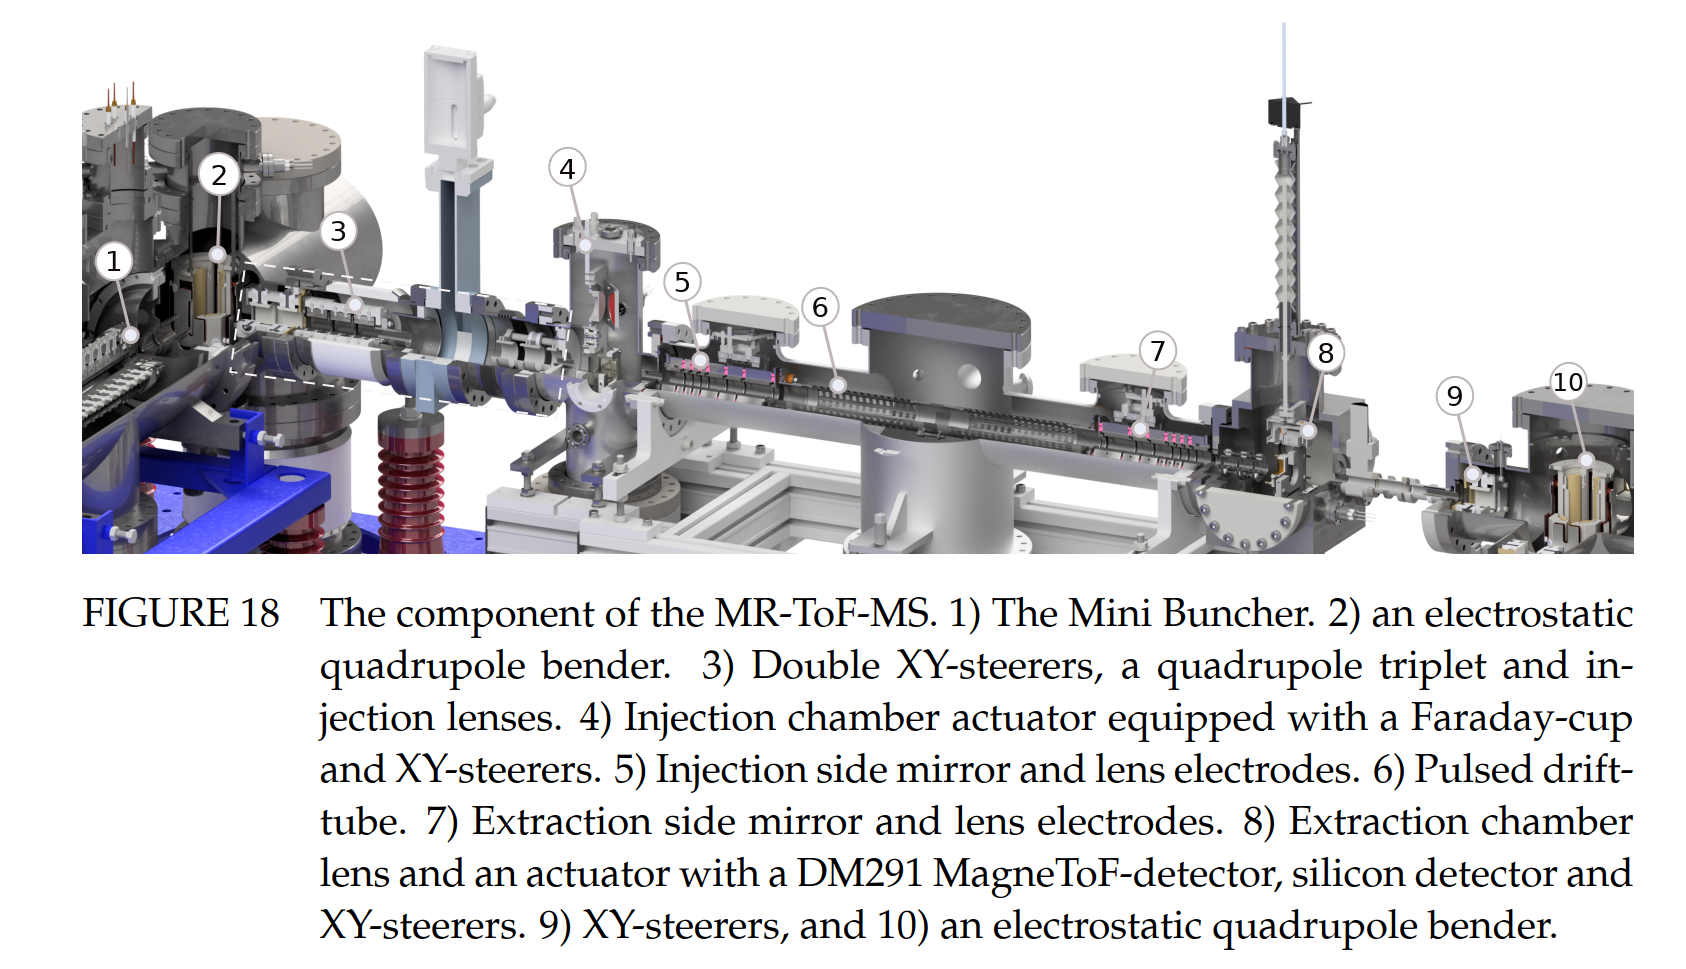 1
2
3
4
5
6
7
8
9
10
FIGURE 18 The component of the MR-ToF-MS. 1) The Mini Buncher. 2) an electrostatic
quadrupole bender. 3) Double XY-steerers, a quadrupole triplet and in-
jection lenses. 4) Injection chamber actuator equipped with a Faraday-cup
and XY-steerers. 5) Injection side mirror and lens electrodes. 6) Pulsed drift-
tube. 7) Extraction side mirror and lens electrodes. 8) Extraction chamber
lens and an actuator with a DM291 MagneToF-detector, silicon detector and
XY-steerers. 9) XY-steerers, and 10) an electrostatic quadrupole bender.